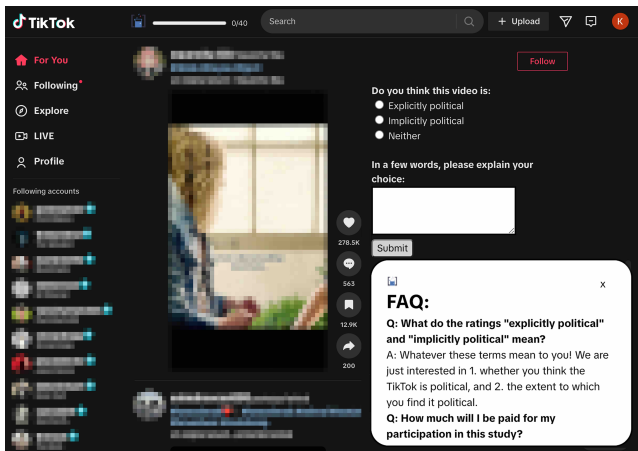 TikTok
0/40
Search
+ Upload
K
For You
Following
Explore
LIVE
Profile
Following accounts
Follow
278.5K
563
12.9K
200
Do you think this video is:
Explicitly political
Implicitly political
Neither
In a few words, please explain your
choice:
Submit
x
FAQ:
Q: What do the ratings "explicitly political"
and "implicitly political" mean?
A: Whatever these terms mean to you! We are
just interested in 1. whether you think the
TikTok is political, and 2. the extent to which
you find it political.
Q: How much will I be paid for my
participation in this study?